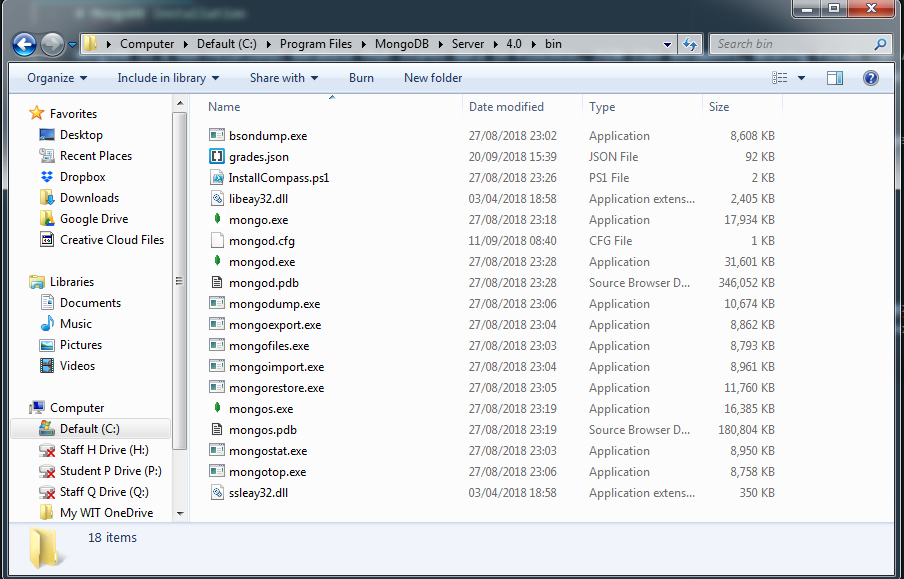 # MongoDB Installation
Computer Default (C:) Program Files MongoDB Server 4.0 bin Search bin
Organize Include in library Share with Burn New folder
Favorites
Desktop
Recent Places
Dropbox
Downloads
Google Drive
Creative Cloud Files
Libraries
Documents
Music
Pictures
Videos
Computer
Default (C:)
Staff H Drive (H:)
Student P Drive (P:)
Staff Q Drive (Q:)
My WIT OneDrive
Name Date modified Type Size
bsondump.exe 27/08/2018 23:02 Application 8,608 KB
grades.json 20/09/2018 15:39 JSON File 92 KB
InstallCompass.ps1 27/08/2018 23:26 PS1 File 2 KB
libeay32.dll 03/04/2018 18:58 Application extens... 2,405 KB
mongo.exe 27/08/2018 23:18 Application 17,934 KB
mongod.cfg 11/09/2018 08:40 CFG File 1 KB
mongod.exe 27/08/2018 23:28 Application 31,601 KB
mongod.pdb 27/08/2018 23:28 Source Browser D... 346,052 KB
mongodump.exe 27/08/2018 23:06 Application 10,674 KB
mongoexport.exe 27/08/2018 23:04 Application 8,862 KB
mongofiles.exe 27/08/2018 23:03 Application 8,793 KB
mongoimport.exe 27/08/2018 23:04 Application 8,961 KB
mongorestore.exe 27/08/2018 23:05 Application 11,760 KB
mongos.exe 27/08/2018 23:19 Application 16,385 KB
mongos.pdb 27/08/2018 23:19 Source Browser D... 180,804 KB
mongostat.exe 27/08/2018 23:03 Application 8,950 KB
mongotop.exe 27/08/2018 23:06 Application 8,758 KB
ssleay32.dll 03/04/2018 18:58 Application extens... 350 KB
18 items